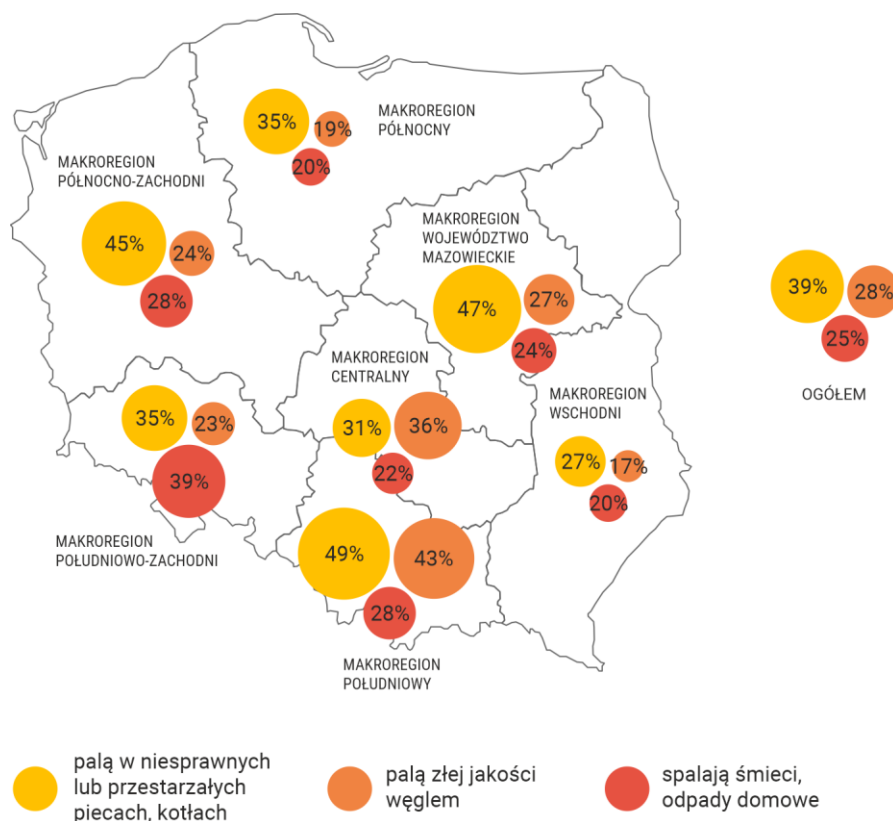 35%
19%
20%
MAKROREGION
PÓŁNOCNY
MAKROREGION
PÓŁNOCNO-ZACHODNI
45%
24%
28%
MAKROREGION
WOJEWÓDZTWO
MAZOWIECKIE
47%
27%
24%
39%
28%
25%
OGÓŁEM
MAKROREGION
CENTRALNY
31%
36%
22%
MAKROREGION
WSCHODNI
27%
17%
20%
35%
23%
39%
MAKROREGION
POŁUDNIOWO-ZACHODNI
49%
43%
28%
MAKROREGION
POŁUDNIOWY
palą w niesprawnych
lub przestarzałych
piecach, kotłach
palą złej jakości
węglem
spalają śmieci,
odpady domowe